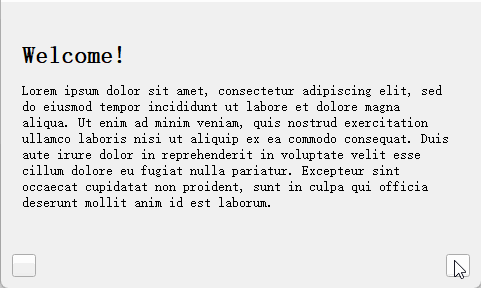 Welcome!
Lorem ipsum dolor sit amet, consectetur adipiscing elit, sed
do eiusmod tempor incididunt ut labore et dolore magna
aliqua. Ut enim ad minim veniam, quis nostrud exercitation
ullamco laboris nisi ut aliquip ex ea commodo consequat. Duis
aute irure dolor in reprehenderit in voluptate velit esse
cillum dolore eu fugiat nulla pariatur. Excepteur sint
occaecat cupidatat non proident, sunt in culpa qui officia
deserunt mollit anim id est laborum.